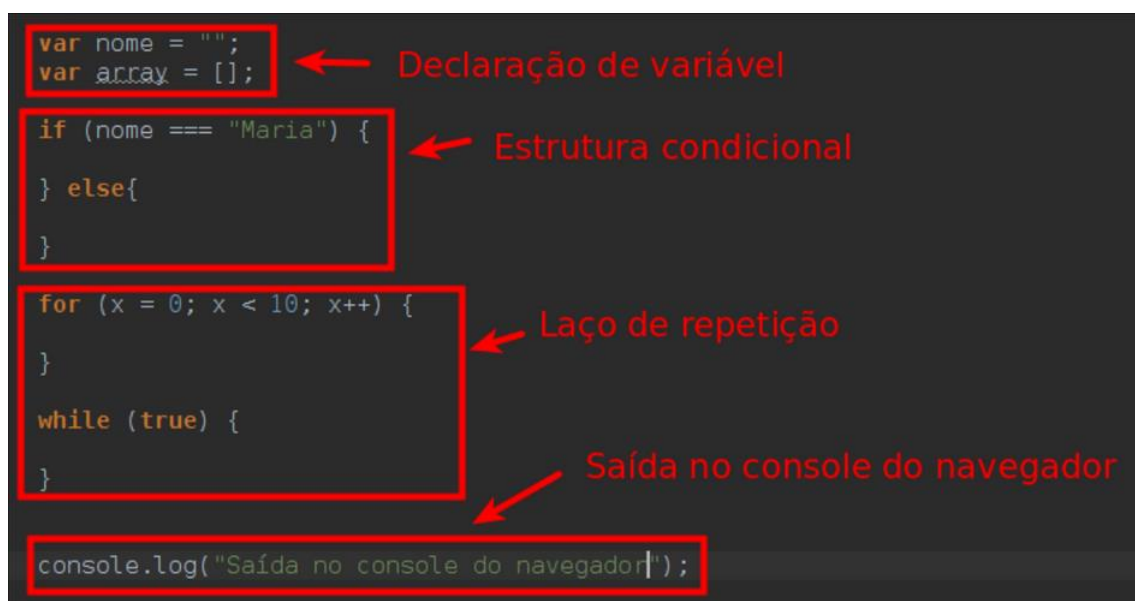 var nome = "";
var array = [];
Declaração de variável
if (nome === "Maria") {
Estrutura condicional
} else{
}
for (x = 0; x < 10; x++) {
Laço de repetição
}
while (true) {
}
Saída no console do navegador
console.log("Saída no console do navegador");